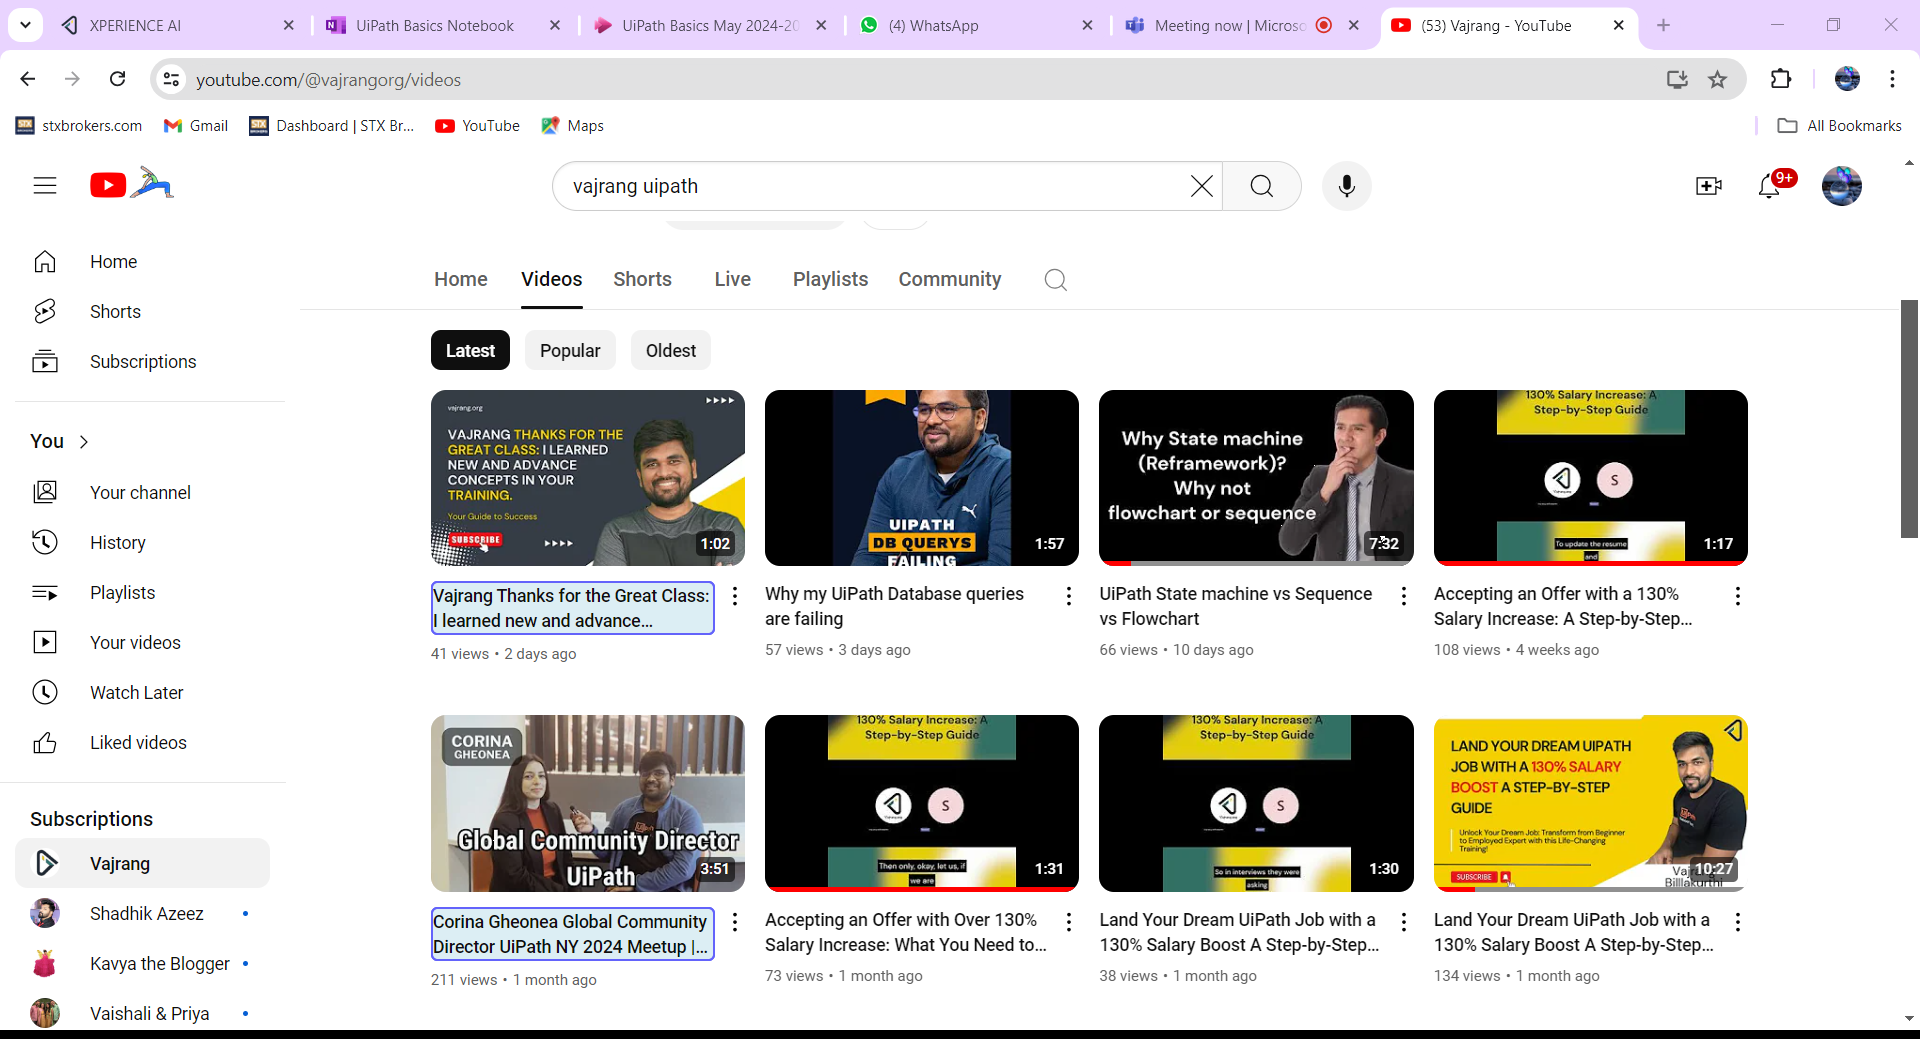 XPERIENCE AI
UiPath Basics Notebook
UiPath Basics May 2024-20
(4) WhatsApp
Meeting now | Microso
(53) Vajrang - YouTube
youtube.com/@vajrangorg/videos
stxbrokers.com
Gmail
Dashboard | STX Br...
YouTube
Maps
All Bookmarks
vajrang uipath
9+
Home
Shorts
Subscriptions
You
Your channel
History
Playlists
Your videos
Watch Later
Liked videos
Subscriptions
Vajrang
Shadhik Azeez
Kavya the Blogger
Vaishali & Priya
Home
Videos
Shorts
Live
Playlists
Community
Latest
Popular
Oldest
vajrang.org
VAJRANG THANKS FOR THE
GREAT CLASS: I LEARNED
NEW AND ADVANCE
CONCEPTS IN YOUR
TRAINING.
Your Guide to Success
SUBSCRIBE
1:02
Vajrang Thanks for the Great Class:
I learned new and advance...
41 views • 2 days ago
UIPATH
DB QUERYS
FAILING
1:57
Why my UiPath Database queries
are failing
57 views • 3 days ago
Why State machine
(Reframework)?
Why not
flowchart or sequence
7:32
UiPath State machine vs Sequence
vs Flowchart
66 views • 10 days ago
130% Salary Increase: A
Step-by-Step Guide
S
To update the resume
and
1:17
Accepting an Offer with a 130%
Salary Increase: A Step-by-Step...
108 views • 4 weeks ago
CORINA
GHEONEA
Global Community Director
UiPath
3:51
Corina Gheonea Global Community
Director UiPath NY 2024 Meetup |...
211 views • 1 month ago
130% Salary Increase: A
Step-by-Step Guide
S
Then only, okay, let us, if
we are
1:31
Accepting an Offer with Over 130%
Salary Increase: What You Need to...
73 views • 1 month ago
130% Salary Increase: A
Step-by-Step Guide
S
So in interviews they were
asking
1:30
Land Your Dream UiPath Job with a
130% Salary Boost A Step-by-Step...
38 views • 1 month ago
LAND YOUR DREAM UIPATH
JOB WITH A 130% SALARY
BOOST A STEP-BY-STEP
GUIDE
Unlock Your Dream Job: Transform from Beginner
to Employed Expert with this Life-Changing
Training!
SUBSCRIBE
Billlakurthi
10:27
Land Your Dream UiPath Job with a
130% Salary Boost A Step-by-Step...
134 views • 1 month ago